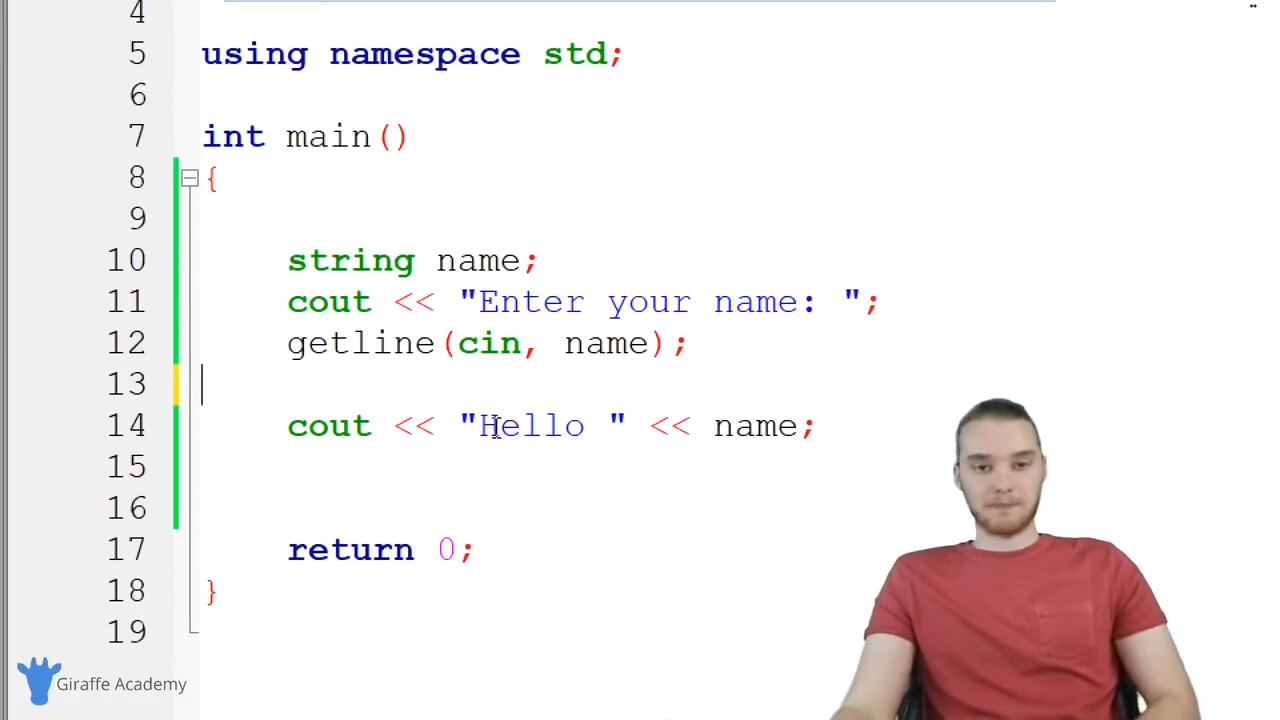 4
5 using namespace std;
6
7 int main()
8 {
9
10 string name;
11 cout << "Enter your name: ";
12 getline(cin, name);
13
14 cout << "Hello " << name;
15
16
17 return 0;
18 }
19
Giraffe Academy